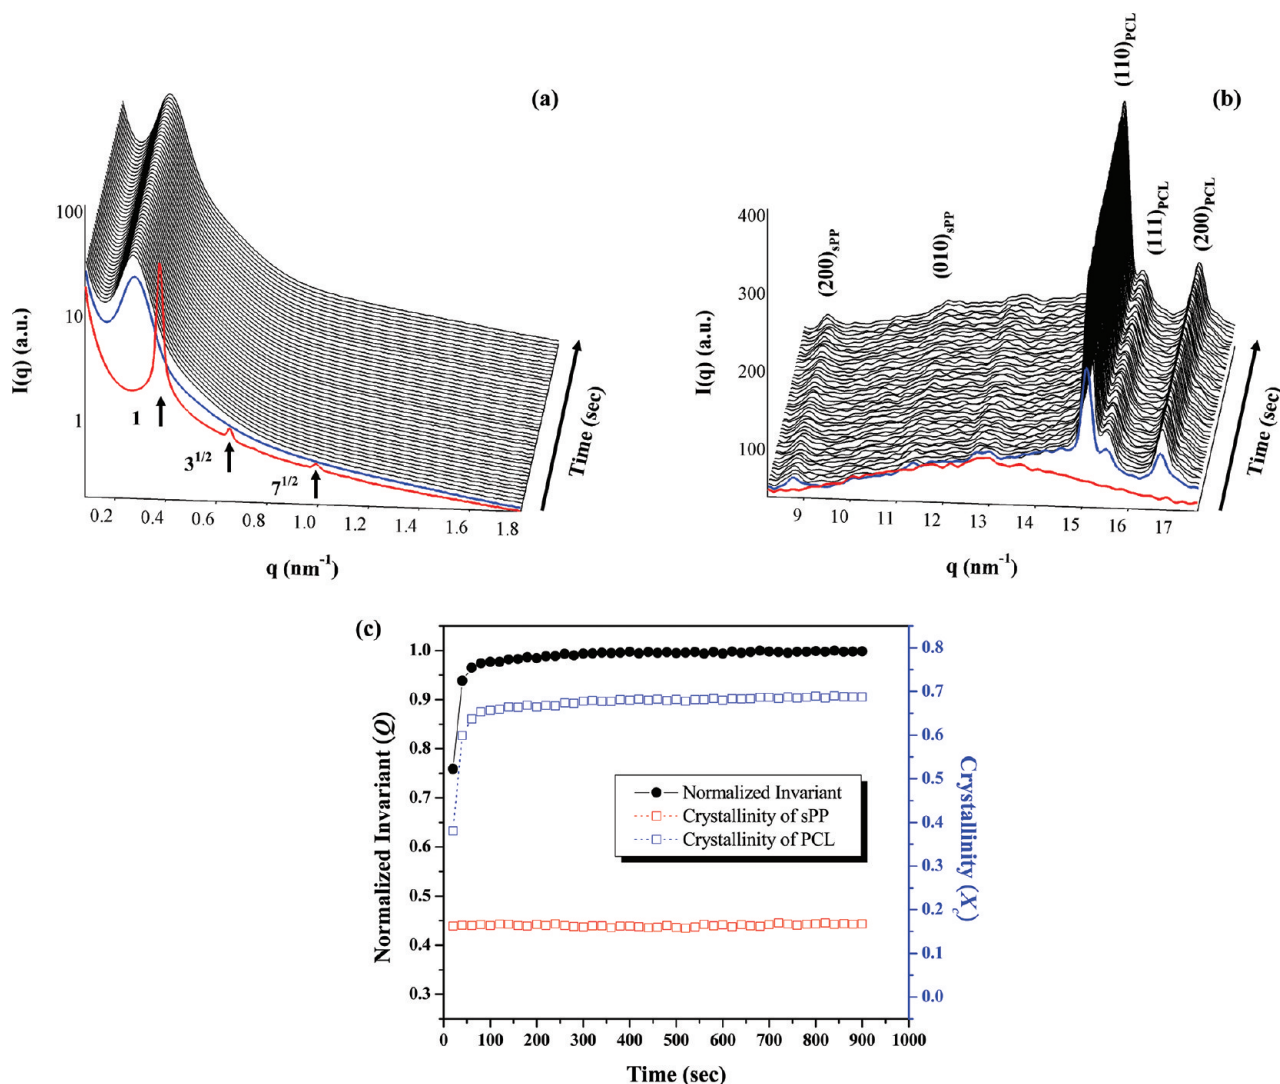 (a)
I(q) (a.u.)
100
10
1
1
3^{1/2}
7^{1/2}
0.2 0.4 0.6 0.8 1.0 1.2 1.4 1.6 1.8
q (nm^{-1})
Time (sec)
(b)
I(q) (a.u.)
400
300
200
100
(200)_{sPP}
(010)_{sPP}
(110)_{PCL}
(111)_{PCL}
(200)_{PCL}
9 10 11 12 13 14 15 16 17
q (nm^{-1})
Time (sec)
(c)
Normalized Invariant (Q)
1.0
0.9
0.8
0.7
0.6
0.5
0.4
0.3
Normalized Invariant
Crystallinity of sPP
Crystallinity of PCL
0.8
0.7
0.6
0.5
0.4
0.3
0.2
0.1
0.0
Crystallinity (X_c)
0 100 200 300 400 500 600 700 800 900 1000
Time (sec)